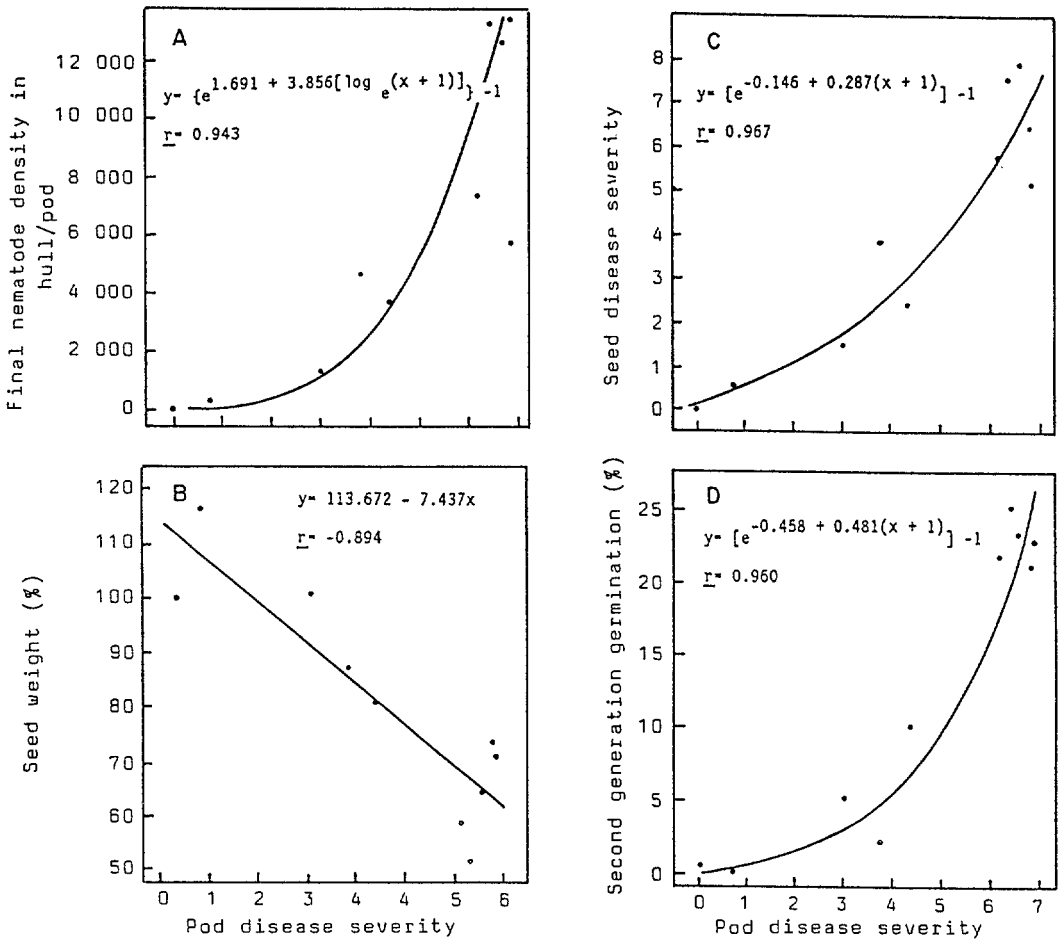 A
y= {e^1.691 + 3.856[log_e(x + 1)]} -1
r= 0.943
12 000
10 000
8 000
6 000
4 000
2 000
0
Final nematode density in
hull/pod
C
y= [e^-0.146 + 0.287(x + 1)] -1
r= 0.967
8
7
6
5
4
3
2
1
0
Seed disease severity
B
y= 113.672 - 7.437x
r= -0.894
120
110
100
90
80
70
60
50
Seed weight (%)
0 1 2 3 4 5 6
Pod disease severity
D
y= [e^-0.458 + 0.481(x + 1)] -1
r= 0.960
25
20
15
10
5
0
Second generation germination (%)
0 1 2 3 4 5 6 7
Pod disease severity